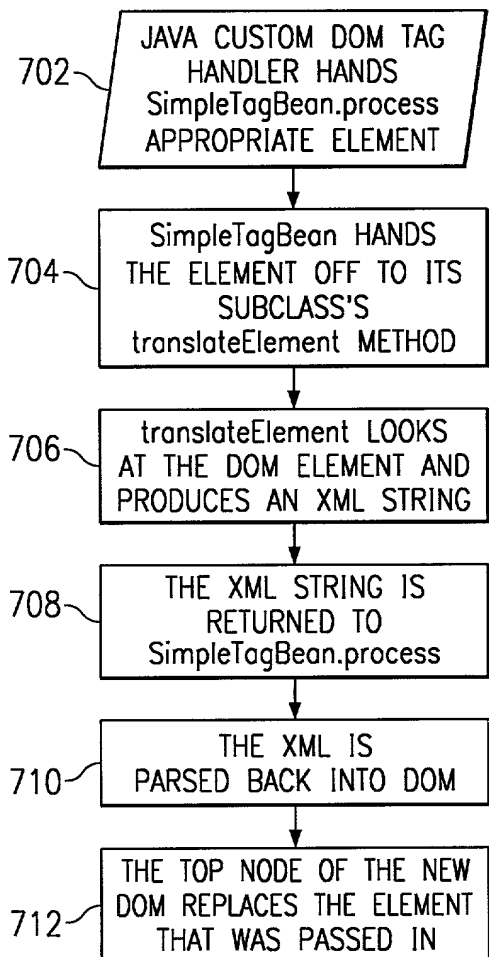 JAVA CUSTOM DOM TAG
HANDLER HANDS
702
SimpleTagBean.process
APPROPRIATE ELEMENT
SimpleTagBean HANDS
704
THE ELEMENT OFF TO ITS
SUBCLASS'S
translateElement METHOD
706
translateElement LOOKS
AT THE DOM ELEMENT AND
PRODUCES AN XML STRING
708
THE XML STRING IS
RETURNED TO
SimpleTagBean.process
710
THE XML IS
PARSED BACK INTO DOM
712
THE TOP NODE OF THE NEW
DOM REPLACES THE ELEMENT
THAT WAS PASSED IN